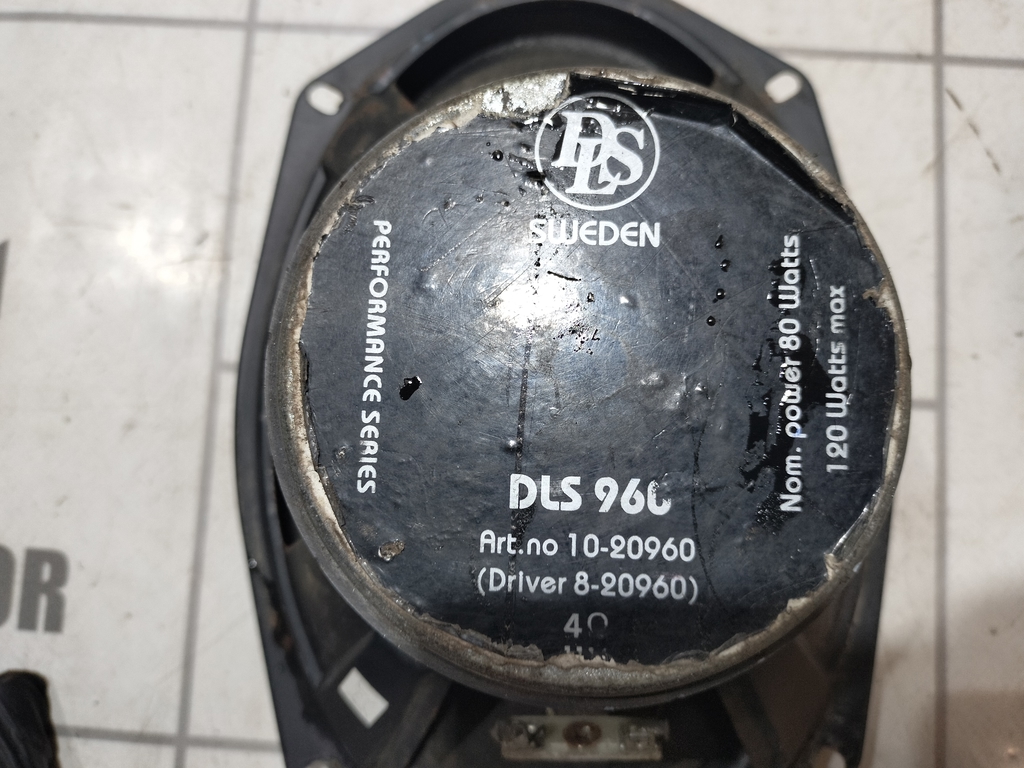 DLS
SWEDEN
PERFORMANCE SERIES
Nom. power 80 Watts
120 Watts max
DLS 960
Art.no 10-20960
(Driver 8-20960)
4Ω
OR